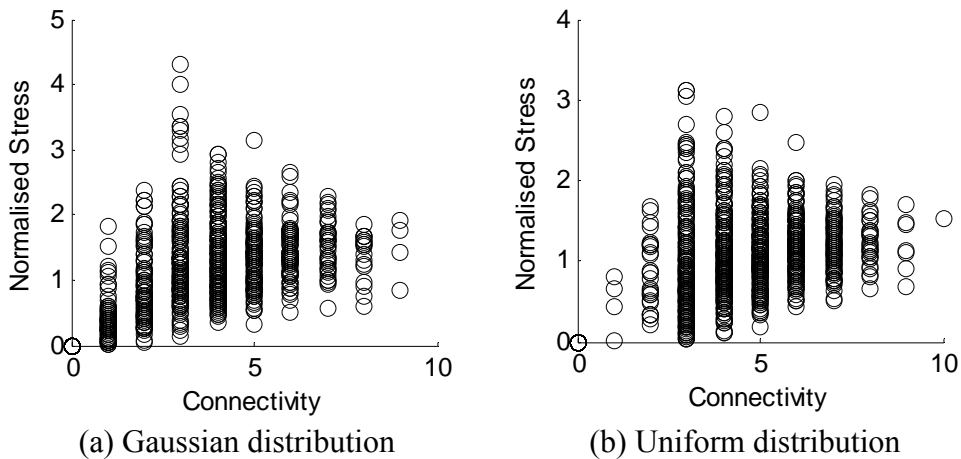 5
4
3
2
1
0
Normalised Stress
0
5
10
Connectivity
(a) Gaussian distribution
4
3
2
1
0
Normalised Stress
0
5
10
Connectivity
(b) Uniform distribution